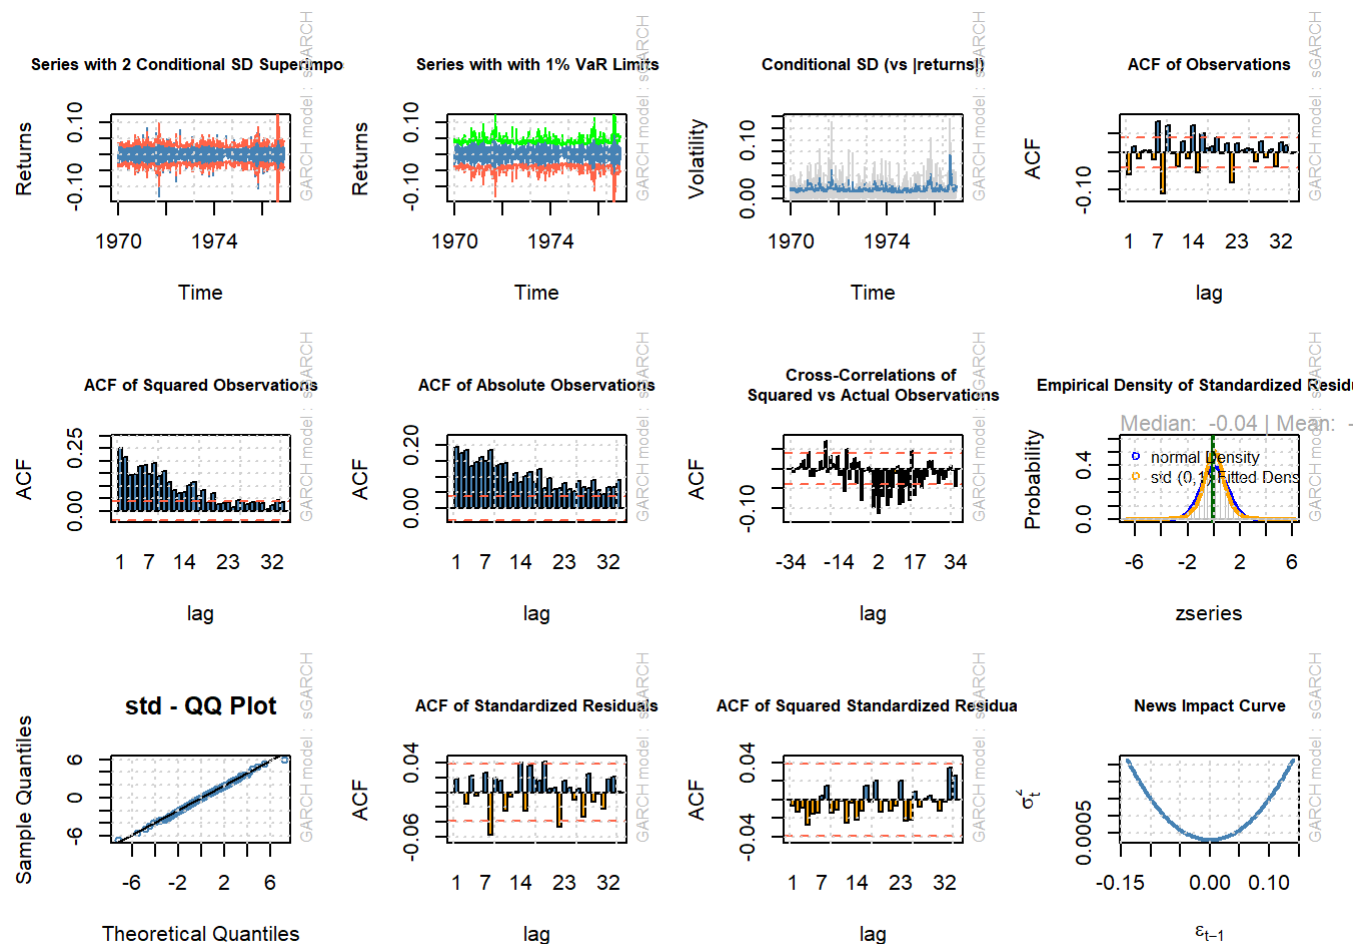 Series with 2 Conditional SD Superimpo
Returns
-0.10
0.10
1970
1974
Time
GARCH model : sGARCH
Series with with 1% VaR Limits
Returns
-0.10
0.10
1970
1974
Time
GARCH model : sGARCH
Conditional SD (vs |returns|)
Volatility
0.00
0.10
1970
1974
Time
GARCH model : sGARCH
ACF of Observations
ACF
-0.10
1
7
14
23
32
lag
GARCH model : sGARCH
ACF of Squared Observations
ACF
0.00
0.25
1
7
14
23
32
lag
GARCH model : sGARCH
ACF of Absolute Observations
ACF
0.00
0.20
1
7
14
23
32
lag
GARCH model : sGARCH
Cross-Correlations of
Squared vs Actual Observations
ACF
-0.10
-34
-14
2
17
34
lag
GARCH model : sGARCH
Empirical Density of Standardized Residu
Median: -0.04 | Mean: -
Probability
0.0
0.4
normal Density
std (0,1) Fitted Dens
-6
-2
2
6
zseries
GARCH model : sGARCH
std - QQ Plot
Sample Quantiles
-6
0
6
-6
-2
2
6
Theoretical Quantiles
GARCH model : sGARCH
ACF of Standardized Residuals
ACF
-0.06
0.04
1
7
14
23
32
lag
GARCH model : sGARCH
ACF of Squared Standardized Residua
ACF
-0.04
0.04
1
7
14
23
32
lag
GARCH model : sGARCH
News Impact Curve
σt²
0.0005
-0.15
0.00
0.10
εt−1
GARCH model : sGARCH